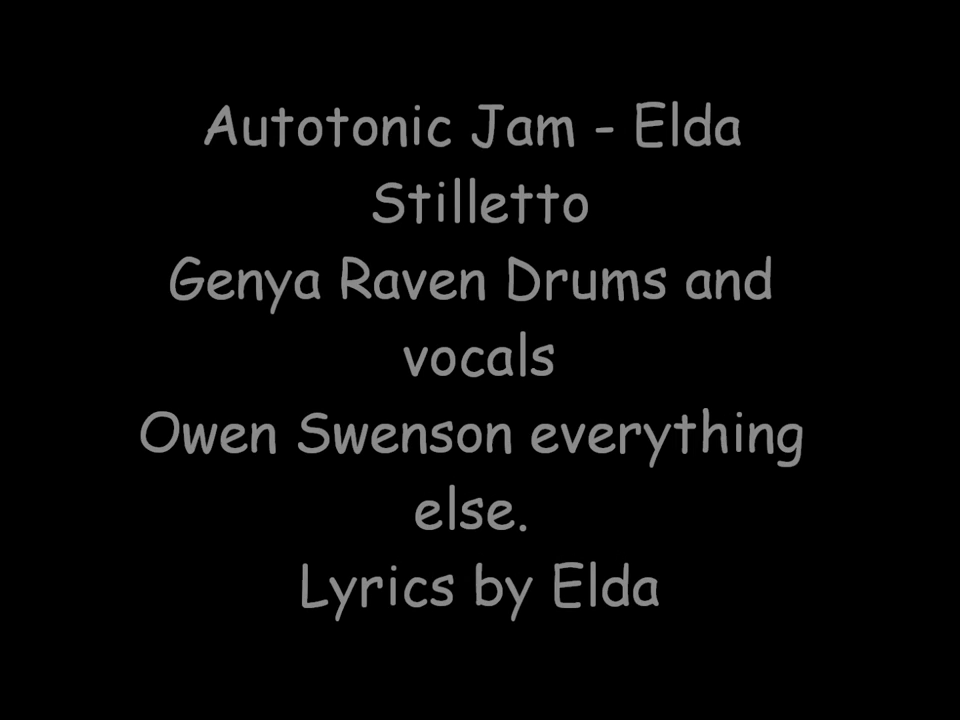 Autotonic Jam - Elda
Stilletto
Genya Raven Drums and
vocals
Owen Swenson everything
else.
Lyrics by Elda